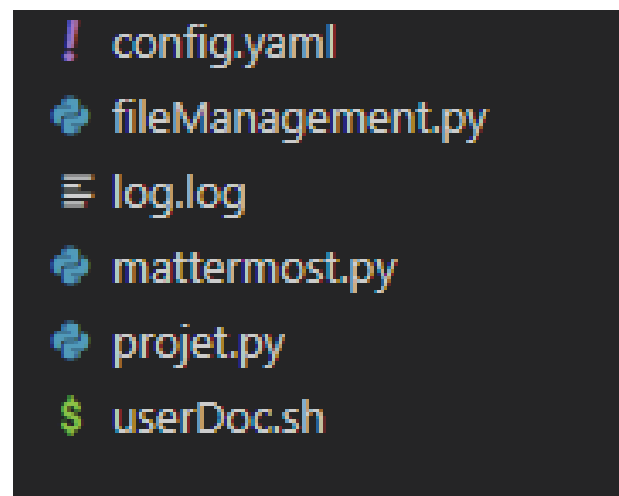 config.yaml
fileManagement.py
log.log
mattermost.py
projet.py
userDoc.sh